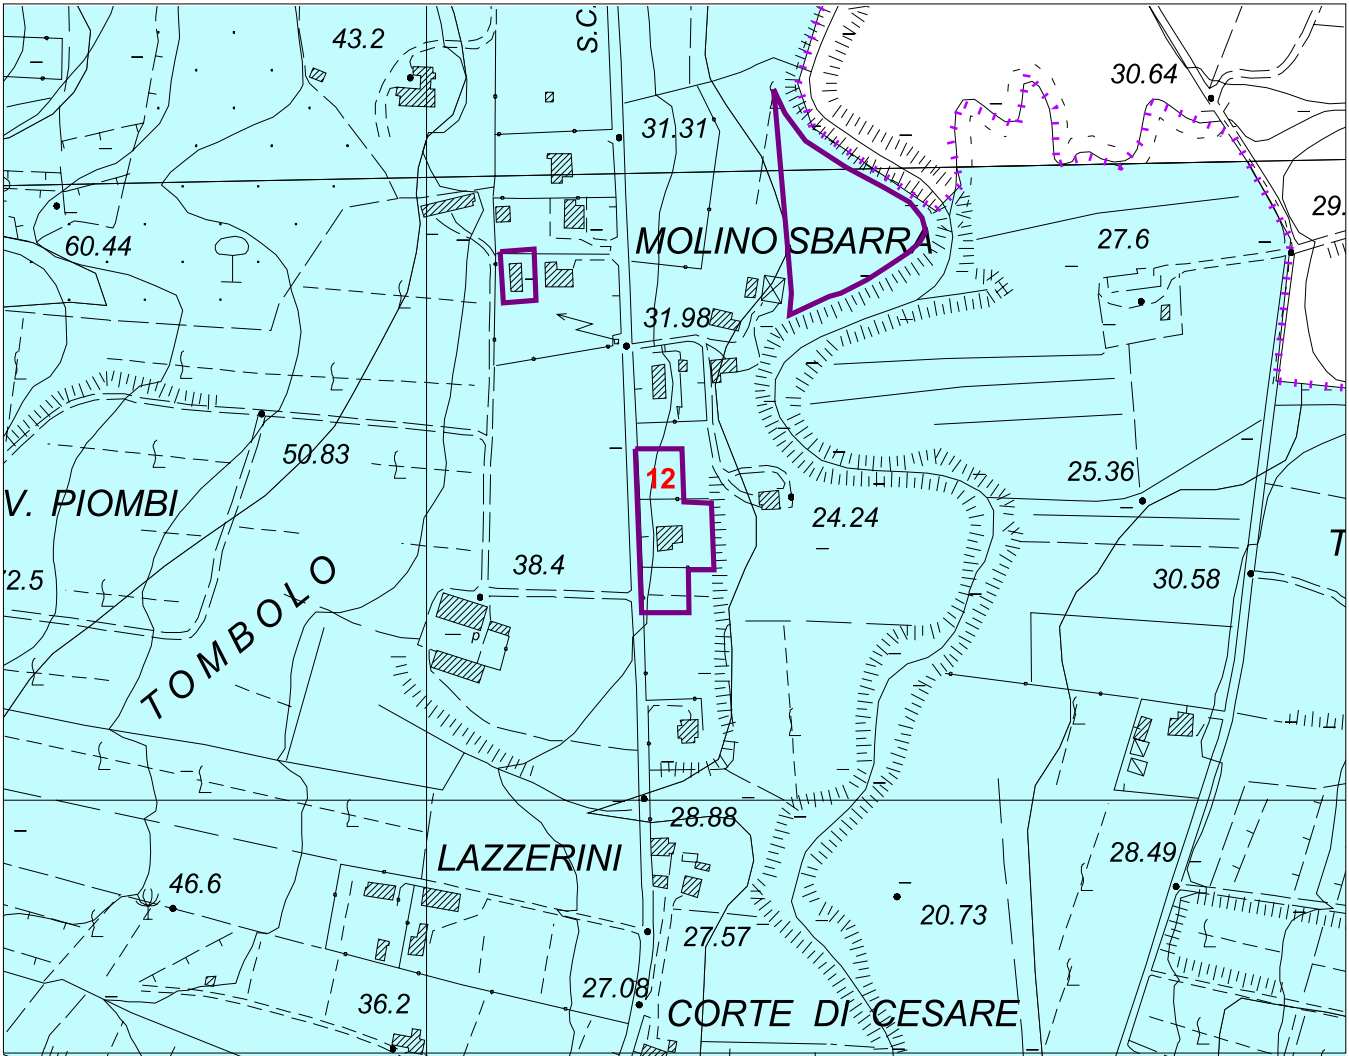 S.C.
43.2
30.64
31.31
29.
60.44
MOLINO SBARRA
27.6
31.98
50.83
12
25.36
V. PIOMBI
24.24
T
38.4
72.5
30.58
TOMBOLO
p
28.88
LAZZERINI
28.49
46.6
20.73
27.57
27.08
36.2
CORTE DI CESARE